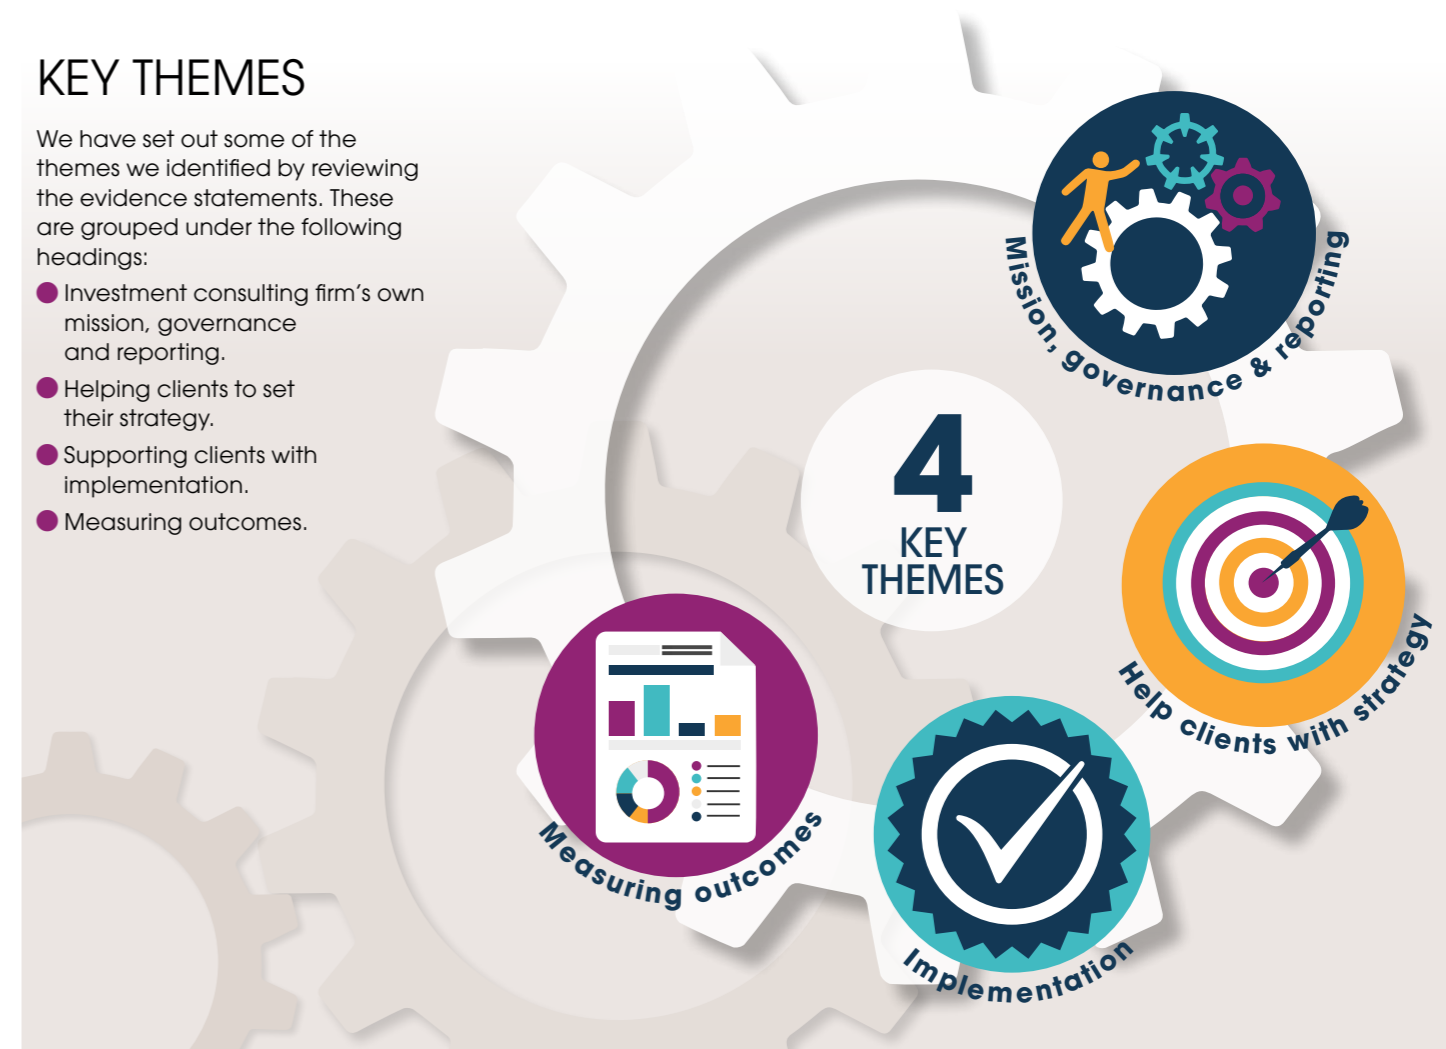 KEY THEMES
We have set out some of the
themes we identified by reviewing
the evidence statements. These
are grouped under the following
headings:
Investment consulting firm’s own
mission, governance
and reporting.
Helping clients to set
their strategy.
Supporting clients with
implementation.
Measuring outcomes.
4
KEY
THEMES
Mission, governance & reporting
Help clients with strategy
Implementation
Measuring outcomes